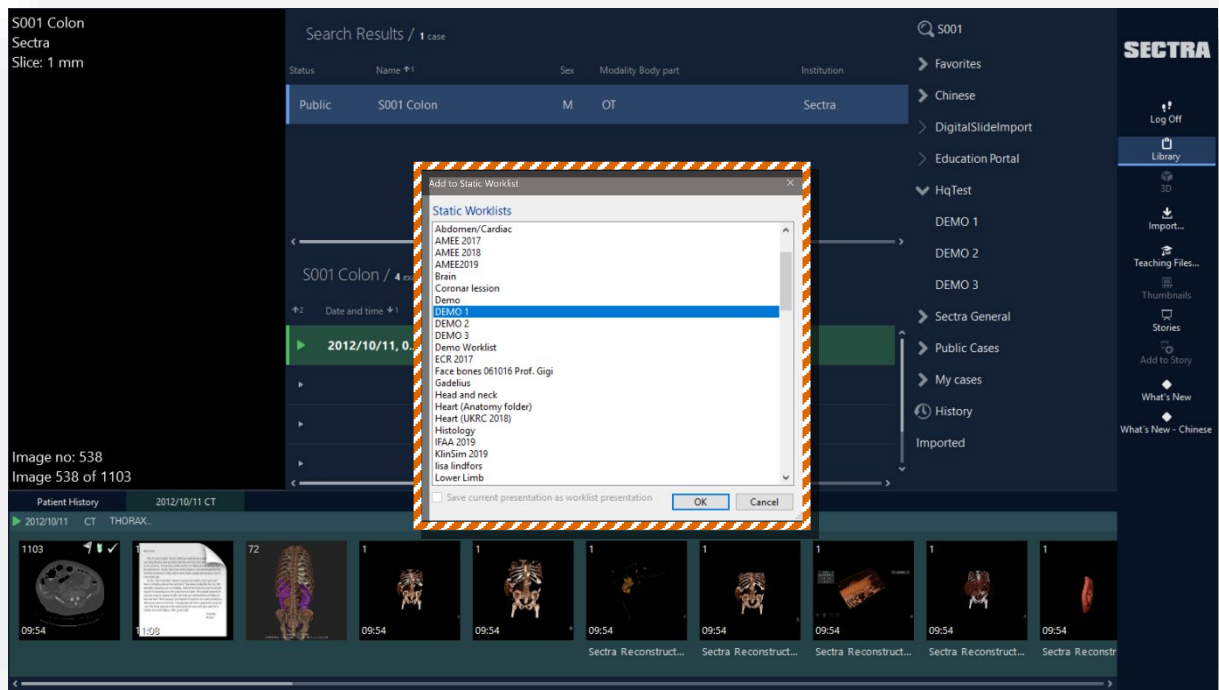 S001 Colon
Sectra
Slice: 1 mm
Image no: 538
Image 538 of 1103
Search Results / 1 case
Status Name 1 Sex Modality Body part Institution
Public S001 Colon M OT Sectra
S001 Colon / 4
2 Date and time 1
2012/10/11, 0...
Add to Static Worklist
Static Worklists
Abdomen/Cardiac
AMEE 2017
AMEE 2018
AMEE2019
Brain
Coronar lession
Demo
DEMO 1
DEMO 2
DEMO 3
Demo Worklist
ECR 2017
Face bones 061016 Prof. Gigi
Gadelius
Head and neck
Heart (Anatomy folder)
Heart (UKRC 2018)
Histology
IFAA 2019
KlinSim 2019
lisa lindfors
Lower Limb
Save current presentation as worklist presentation
OK Cancel
S001
Favorites
Chinese
DigitalSlideImport
Education Portal
HqTest
DEMO 1
DEMO 2
DEMO 3
Sectra General
Public Cases
My cases
History
Imported
SECTRA
Log Off
Library
3D
Import...
Teaching Files...
Thumbnails
Stories
Add to Story
What's New
What's New - Chinese
Patient History 2012/10/11 CT
2012/10/11 CT THORAX..
1103 1 72 1 1 1 1 1 1 1
09:54 11:08 09:54 09:54 09:54 09:54 09:54 09:54 09:54
Sectra Reconstruct... Sectra Reconstruct... Sectra Reconstruct... Sectra Reconstruct... Sectra Reconstr